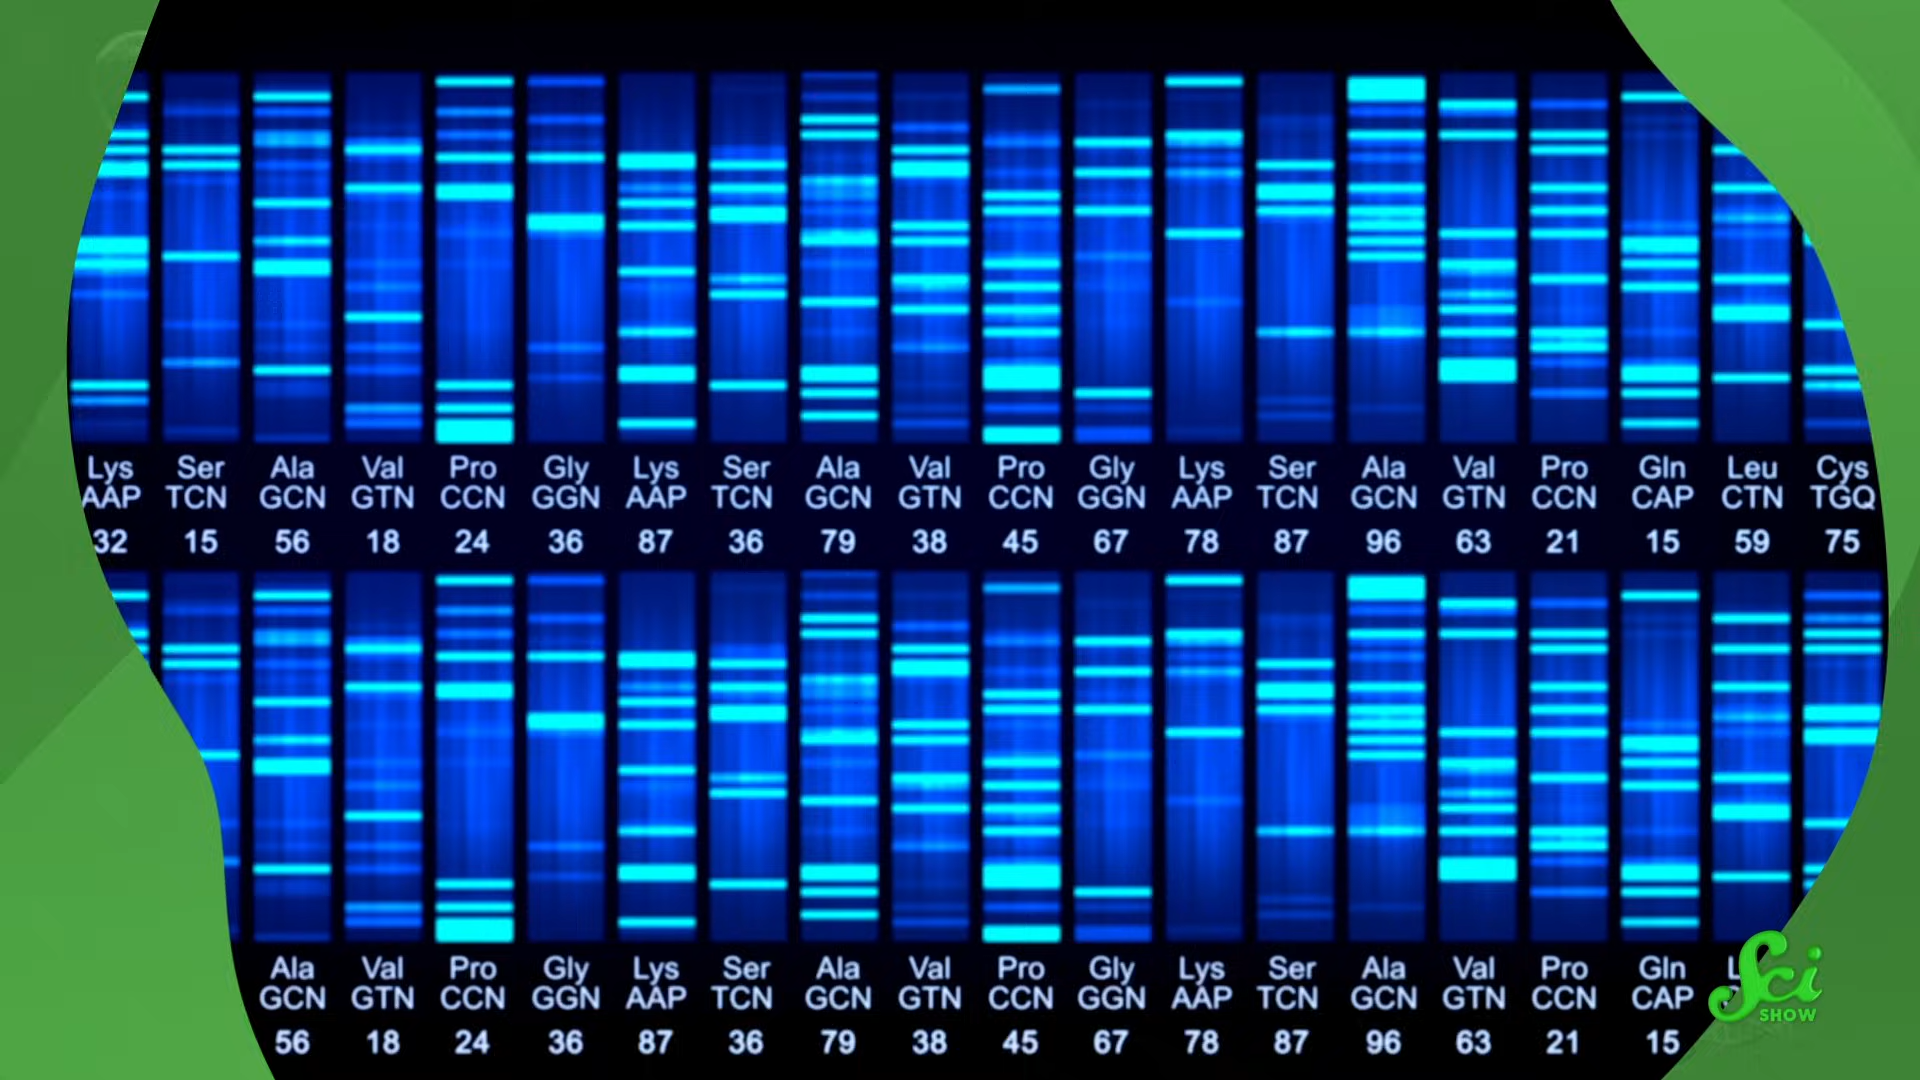 Lys Ser Ala Val Pro Gly Lys Ser Ala Val Pro Gly Lys Ser Ala Val Pro Gln Leu Cys
AAP TCN GCN GTN CCN GGN AAP TCN GCN GTN CCN GGN AAP TCN GCN GTN CCN CAP CTN TGQ
32 15 56 18 24 36 87 36 79 38 45 67 78 87 96 63 21 15 59 75
Ala Val Pro Gly Lys Ser Ala Val Pro Gly Lys Ser Ala Val Pro Gln
GCN GTN CCN GGN AAP TCN GCN GTN CCN GGN AAP TCN GCN GTN CCN CAP
56 18 24 36 87 36 79 38 45 67 78 87 96 63 21 15
Sci
SHOW